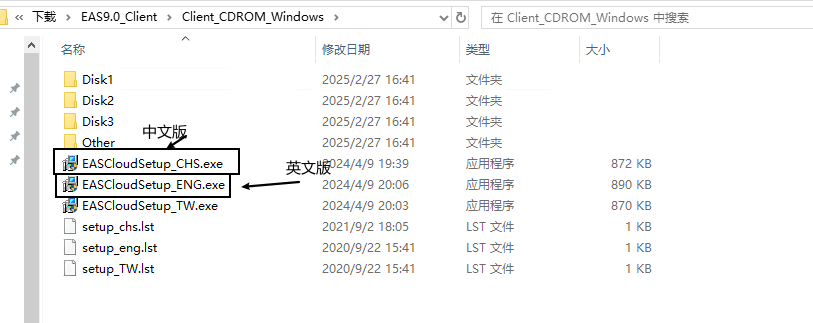 下载 EAS9.0_Client Client_CDROM_Windows 在 Client_CDROM_Windows 中搜索
名称 修改日期 类型 大小
Disk1 2025/2/27 16:41 文件夹
Disk2 2025/2/27 16:41 文件夹
Disk3 2025/2/27 16:41 文件夹
中文版
Other 2025/2/27 16:41 文件夹
EASCloudSetup_CHS.exe 2024/4/9 19:39 应用程序 872 KB
英文版
EASCloudSetup_ENG.exe 2024/4/9 20:06 应用程序 890 KB
EASCloudSetup_TW.exe 2024/4/9 20:03 应用程序 870 KB
setup_chs.lst 2021/9/2 18:05 LST 文件 1 KB
setup_eng.lst 2020/9/22 15:41 LST 文件 1 KB
setup_TW.lst 2020/9/22 15:41 LST 文件 1 KB